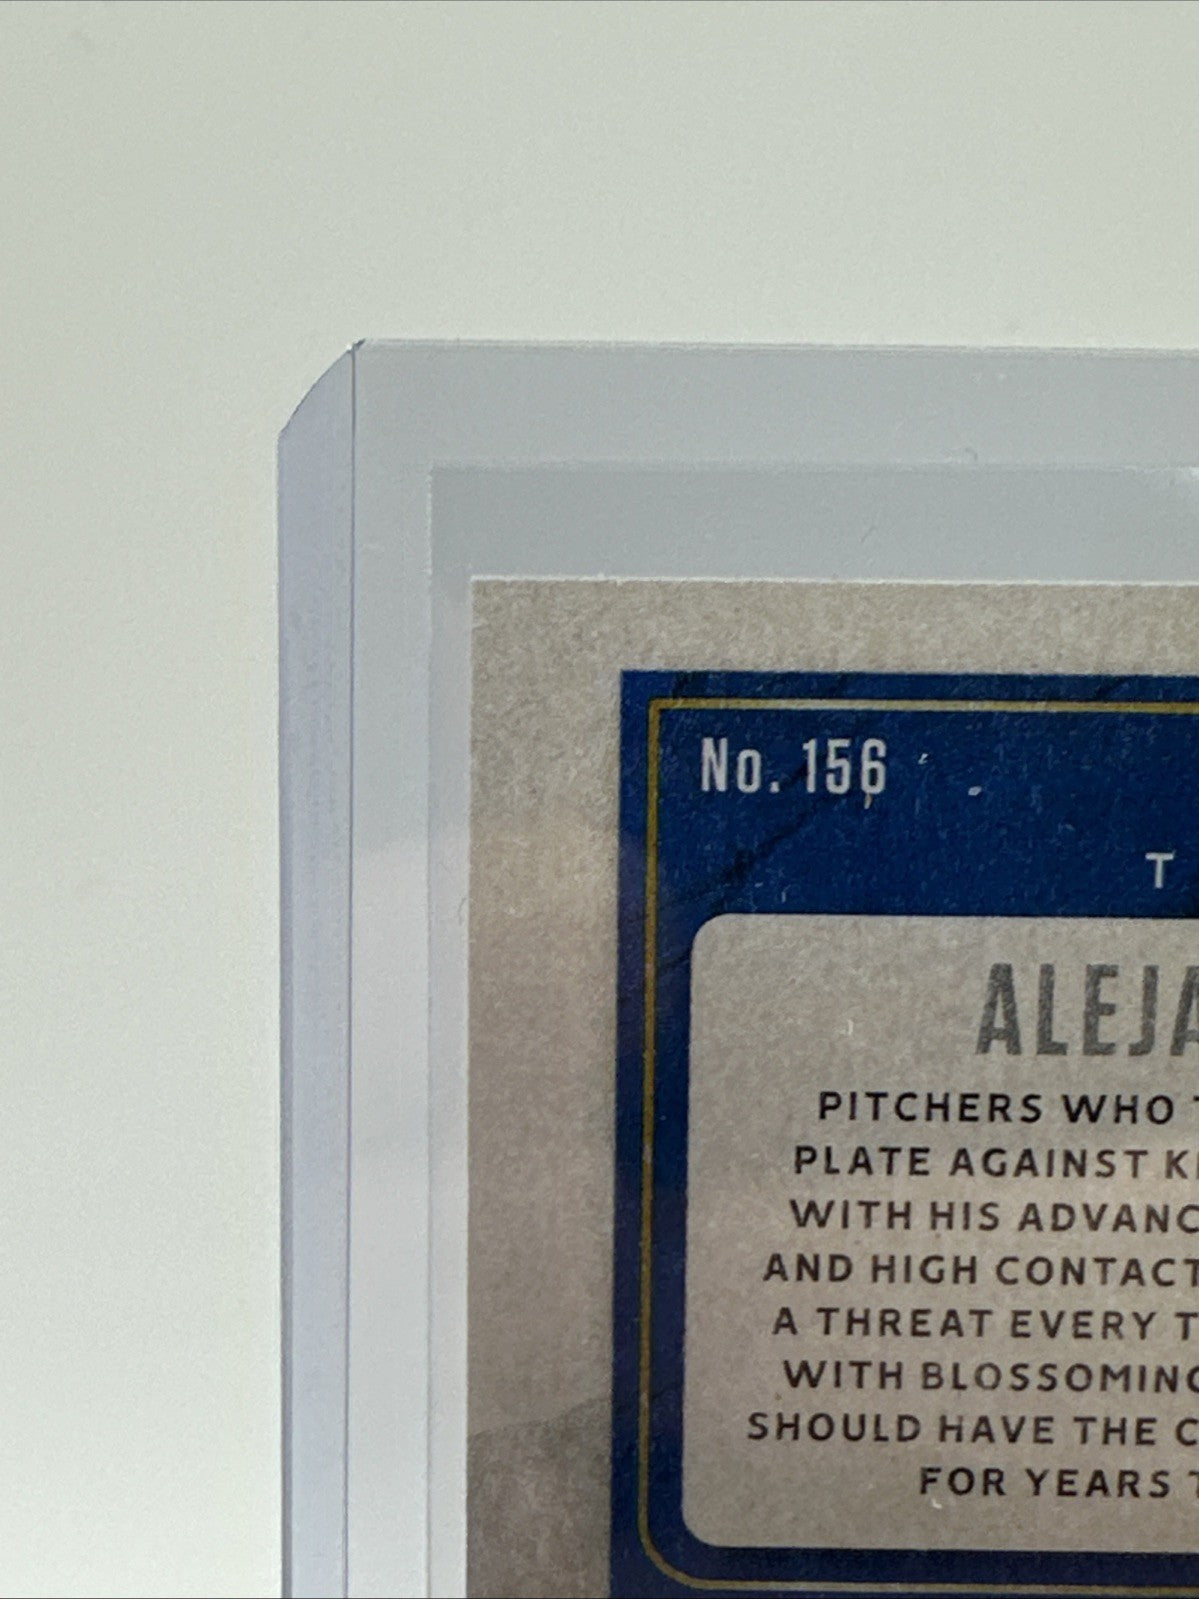 No. 156
T
ALEJA
PITCHERS WHO T
PLATE AGAINST K
WITH HIS ADVANC
AND HIGH CONTACT
A THREAT EVERY T
WITH BLOSSOMING
SHOULD HAVE THE C
FOR YEARS T